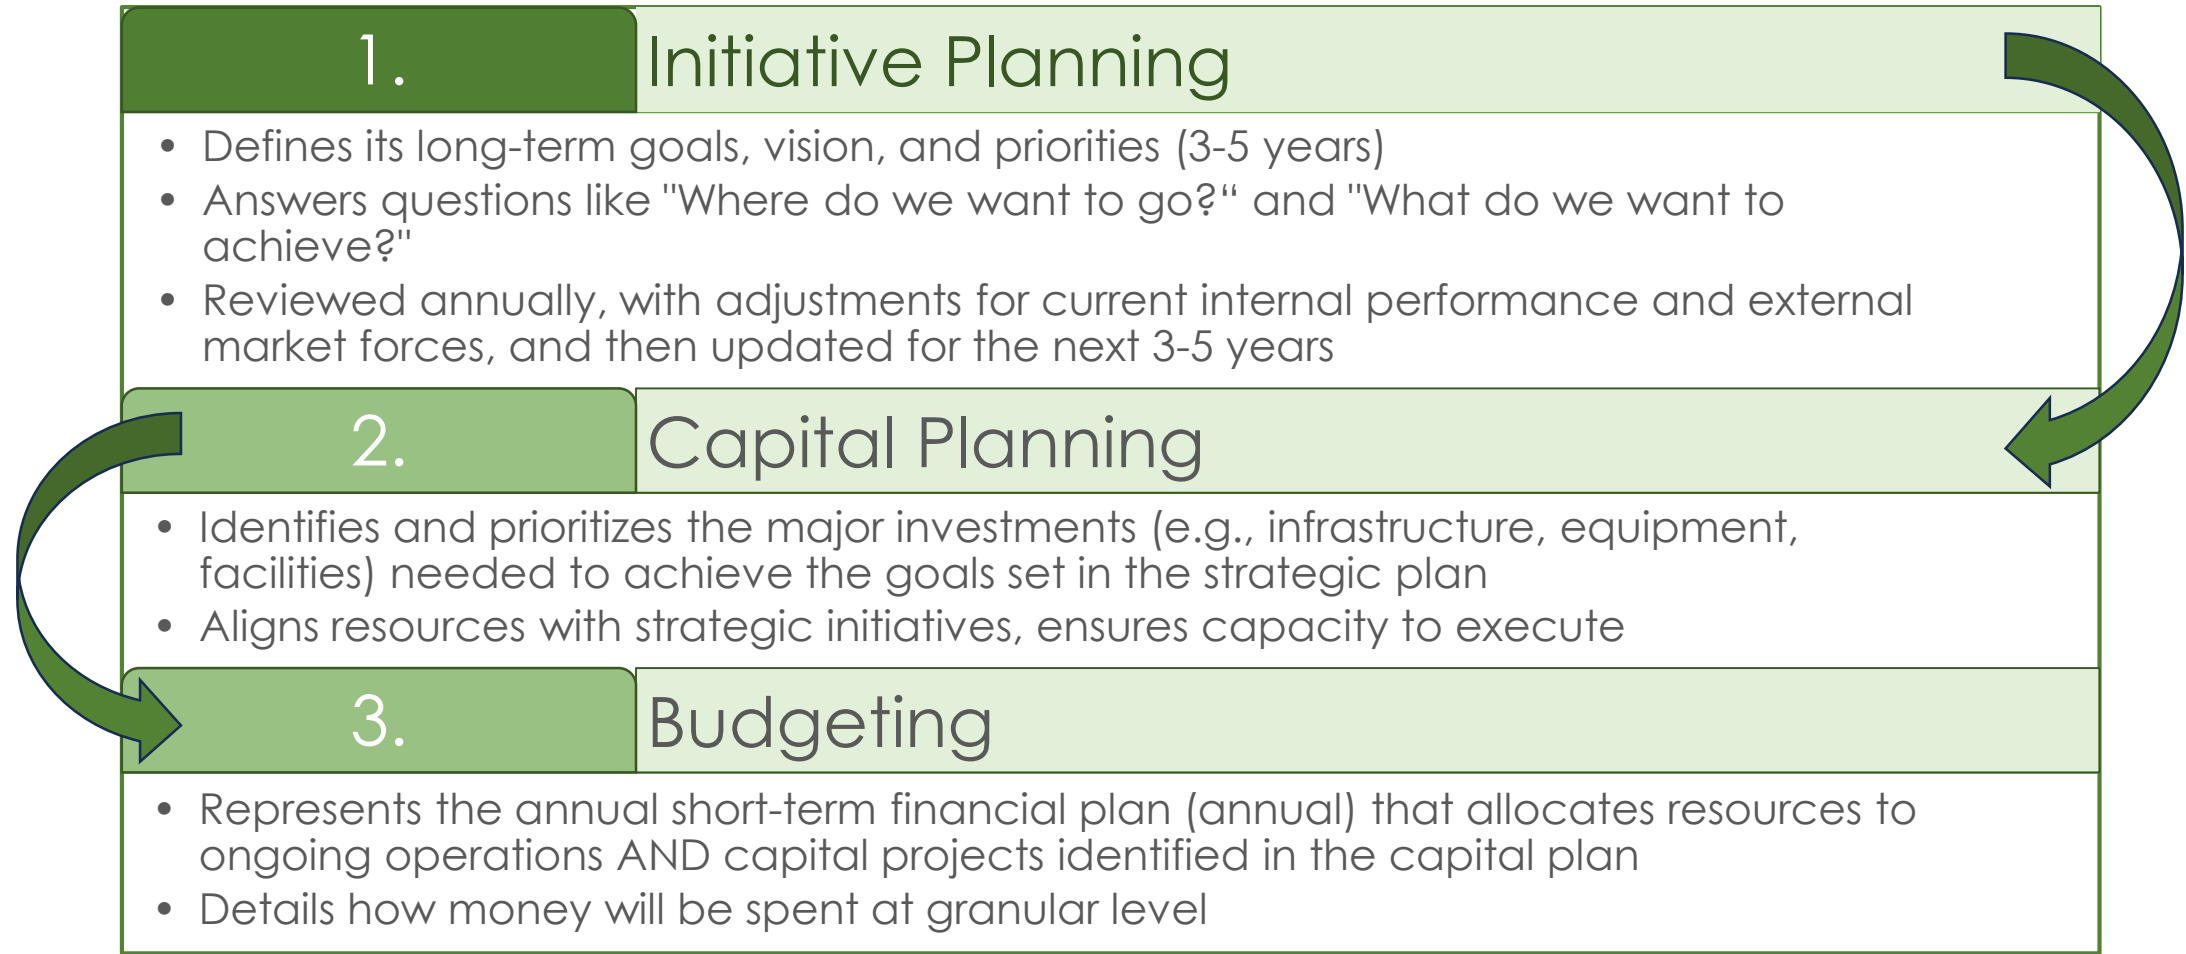 1.
Initiative Planning
• Defines its long-term goals, vision, and priorities (3-5 years)
• Answers questions like "Where do we want to go?“ and "What do we want to
achieve?"
• Reviewed annually, with adjustments for current internal performance and external
market forces, and then updated for the next 3-5 years
2.
Capital Planning
• Identifies and prioritizes the major investments (e.g., infrastructure, equipment,
facilities) needed to achieve the goals set in the strategic plan
• Aligns resources with strategic initiatives, ensures capacity to execute
3.
Budgeting
• Represents the annual short-term financial plan (annual) that allocates resources to
ongoing operations AND capital projects identified in the capital plan
• Details how money will be spent at granular level